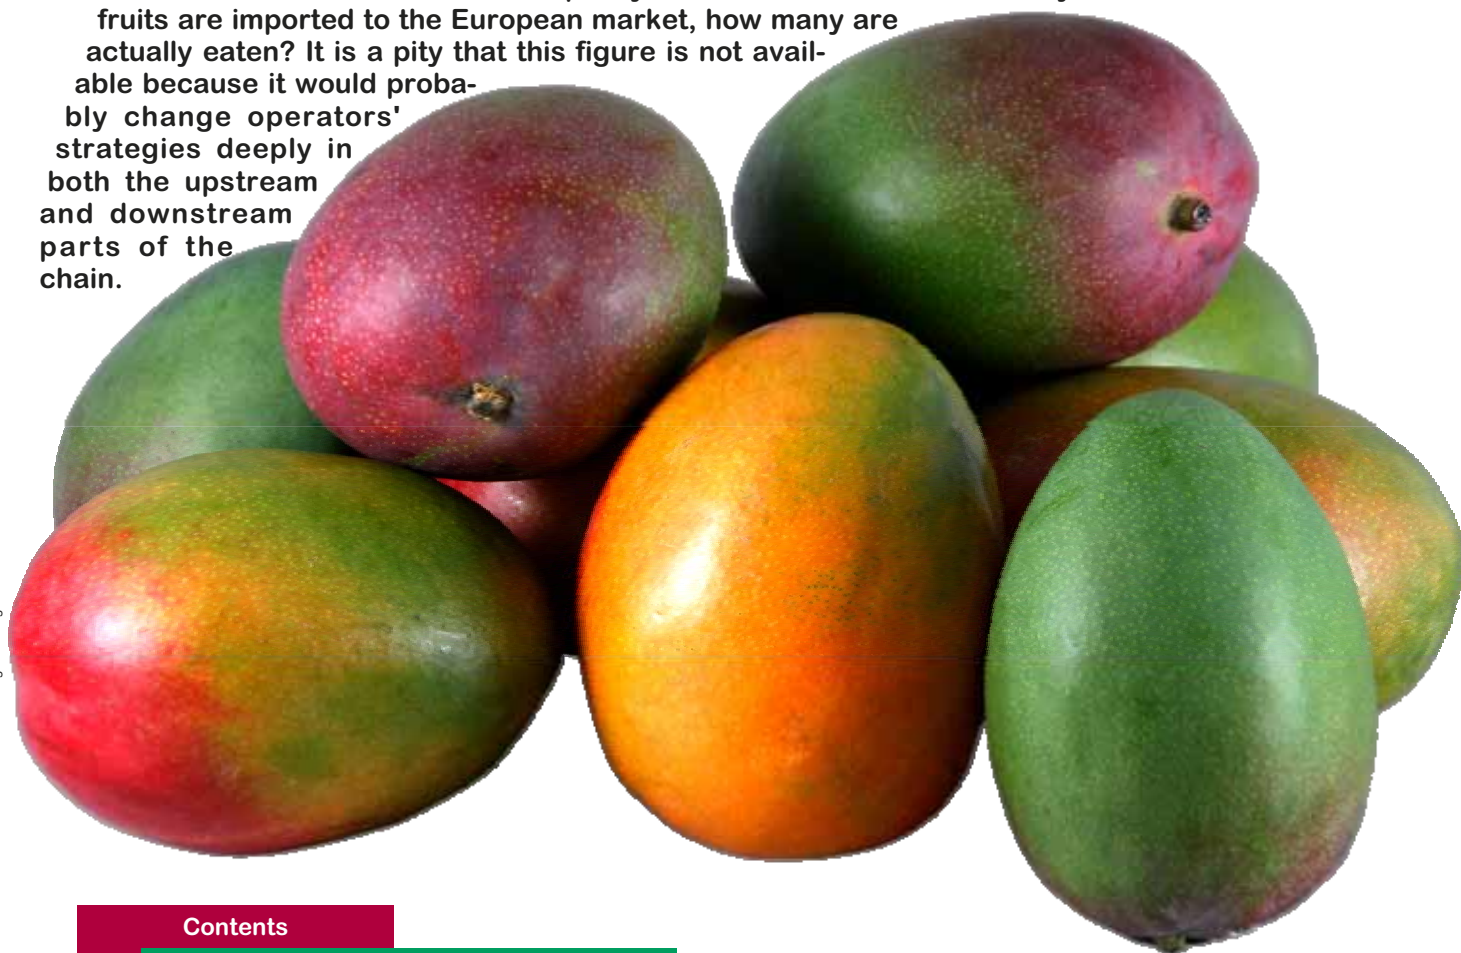 fruits are imported to the European market, how many are
actually eaten? It is a pity that this figure is not avail-
able because it would proba-
bly change operators'
strategies deeply in
both the upstream
and downstream
parts of the
chain.
Contents